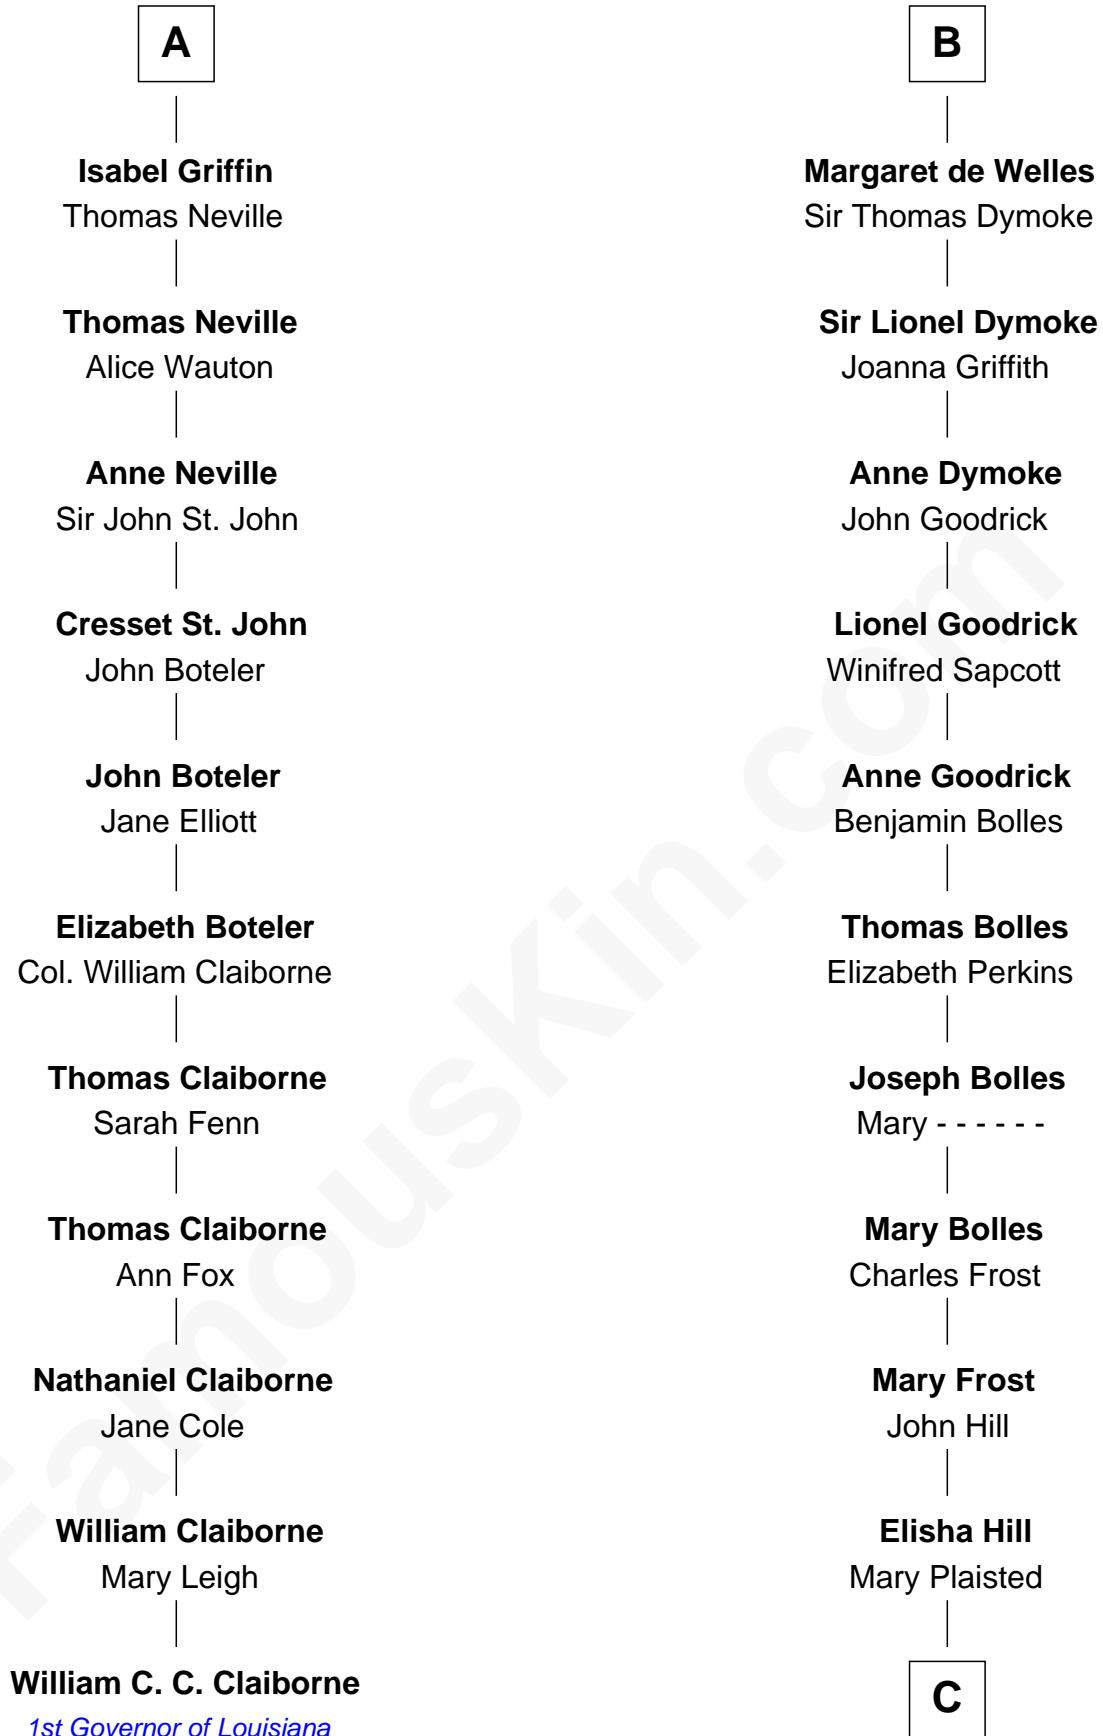 A
Isabel Griffin
Thomas Neville
Thomas Neville
Alice Wauton
Anne Neville
Sir John St. John
Cresset St. John
John Boteler
John Boteler
Jane Elliott
Elizabeth Boteler
Col. William Claiborne
Thomas Claiborne
Sarah Fenn
Thomas Claiborne
Ann Fox
Nathaniel Claiborne
Jane Cole
William Claiborne
Mary Leigh
William C. C. Claiborne
1st Governor of Louisiana
B
Margaret de Welles
Sir Thomas Dymoke
Sir Lionel Dymoke
Joanna Griffith
Anne Dymoke
John Goodrick
Lionel Goodrick
Winifred Sapcott
Anne Goodrick
Benjamin Bolles
Thomas Bolles
Elizabeth Perkins
Joseph Bolles
Mary - - - - - -
Mary Bolles
Charles Frost
Mary Frost
John Hill
Elisha Hill
Mary Plaisted
C
FamousKin.com